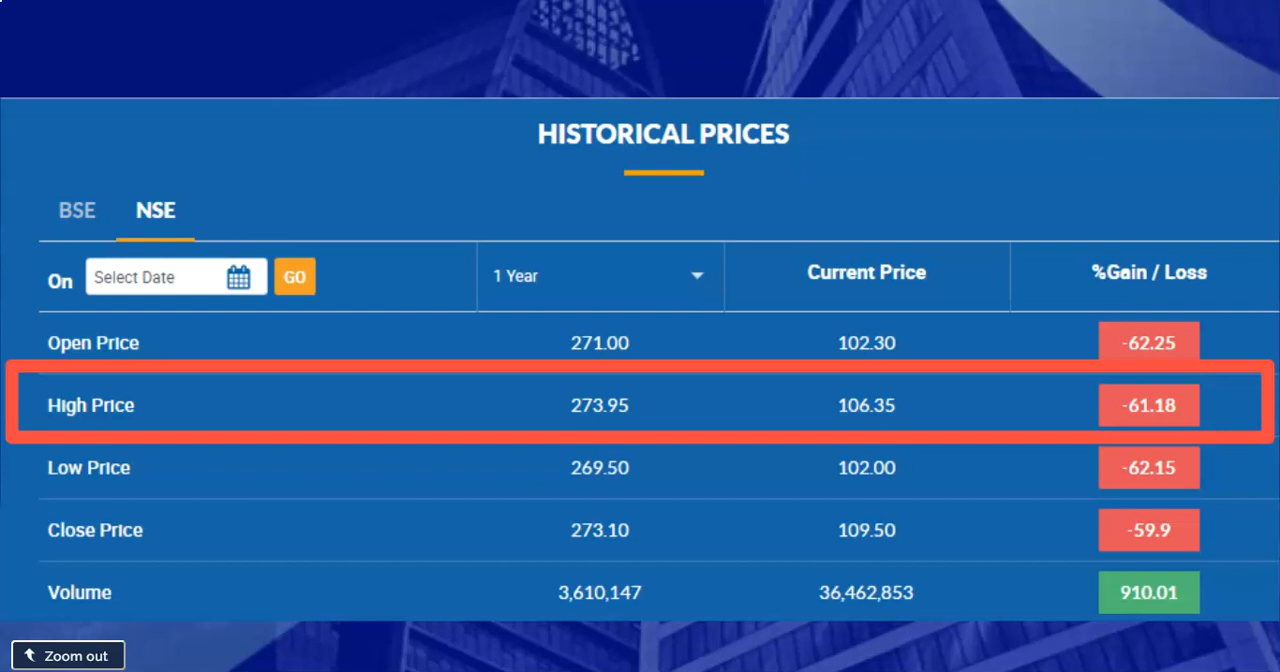 HISTORICAL PRICES
BSE NSE
On Select Date GO 1 Year Current Price %Gain / Loss
Open Price 271.00 102.30 -62.25
High Price 273.95 106.35 -61.18
Low Price 269.50 102.00 -62.15
Close Price 273.10 109.50 -59.9
Volume 3,610,147 36,462,853 910.01
Zoom out